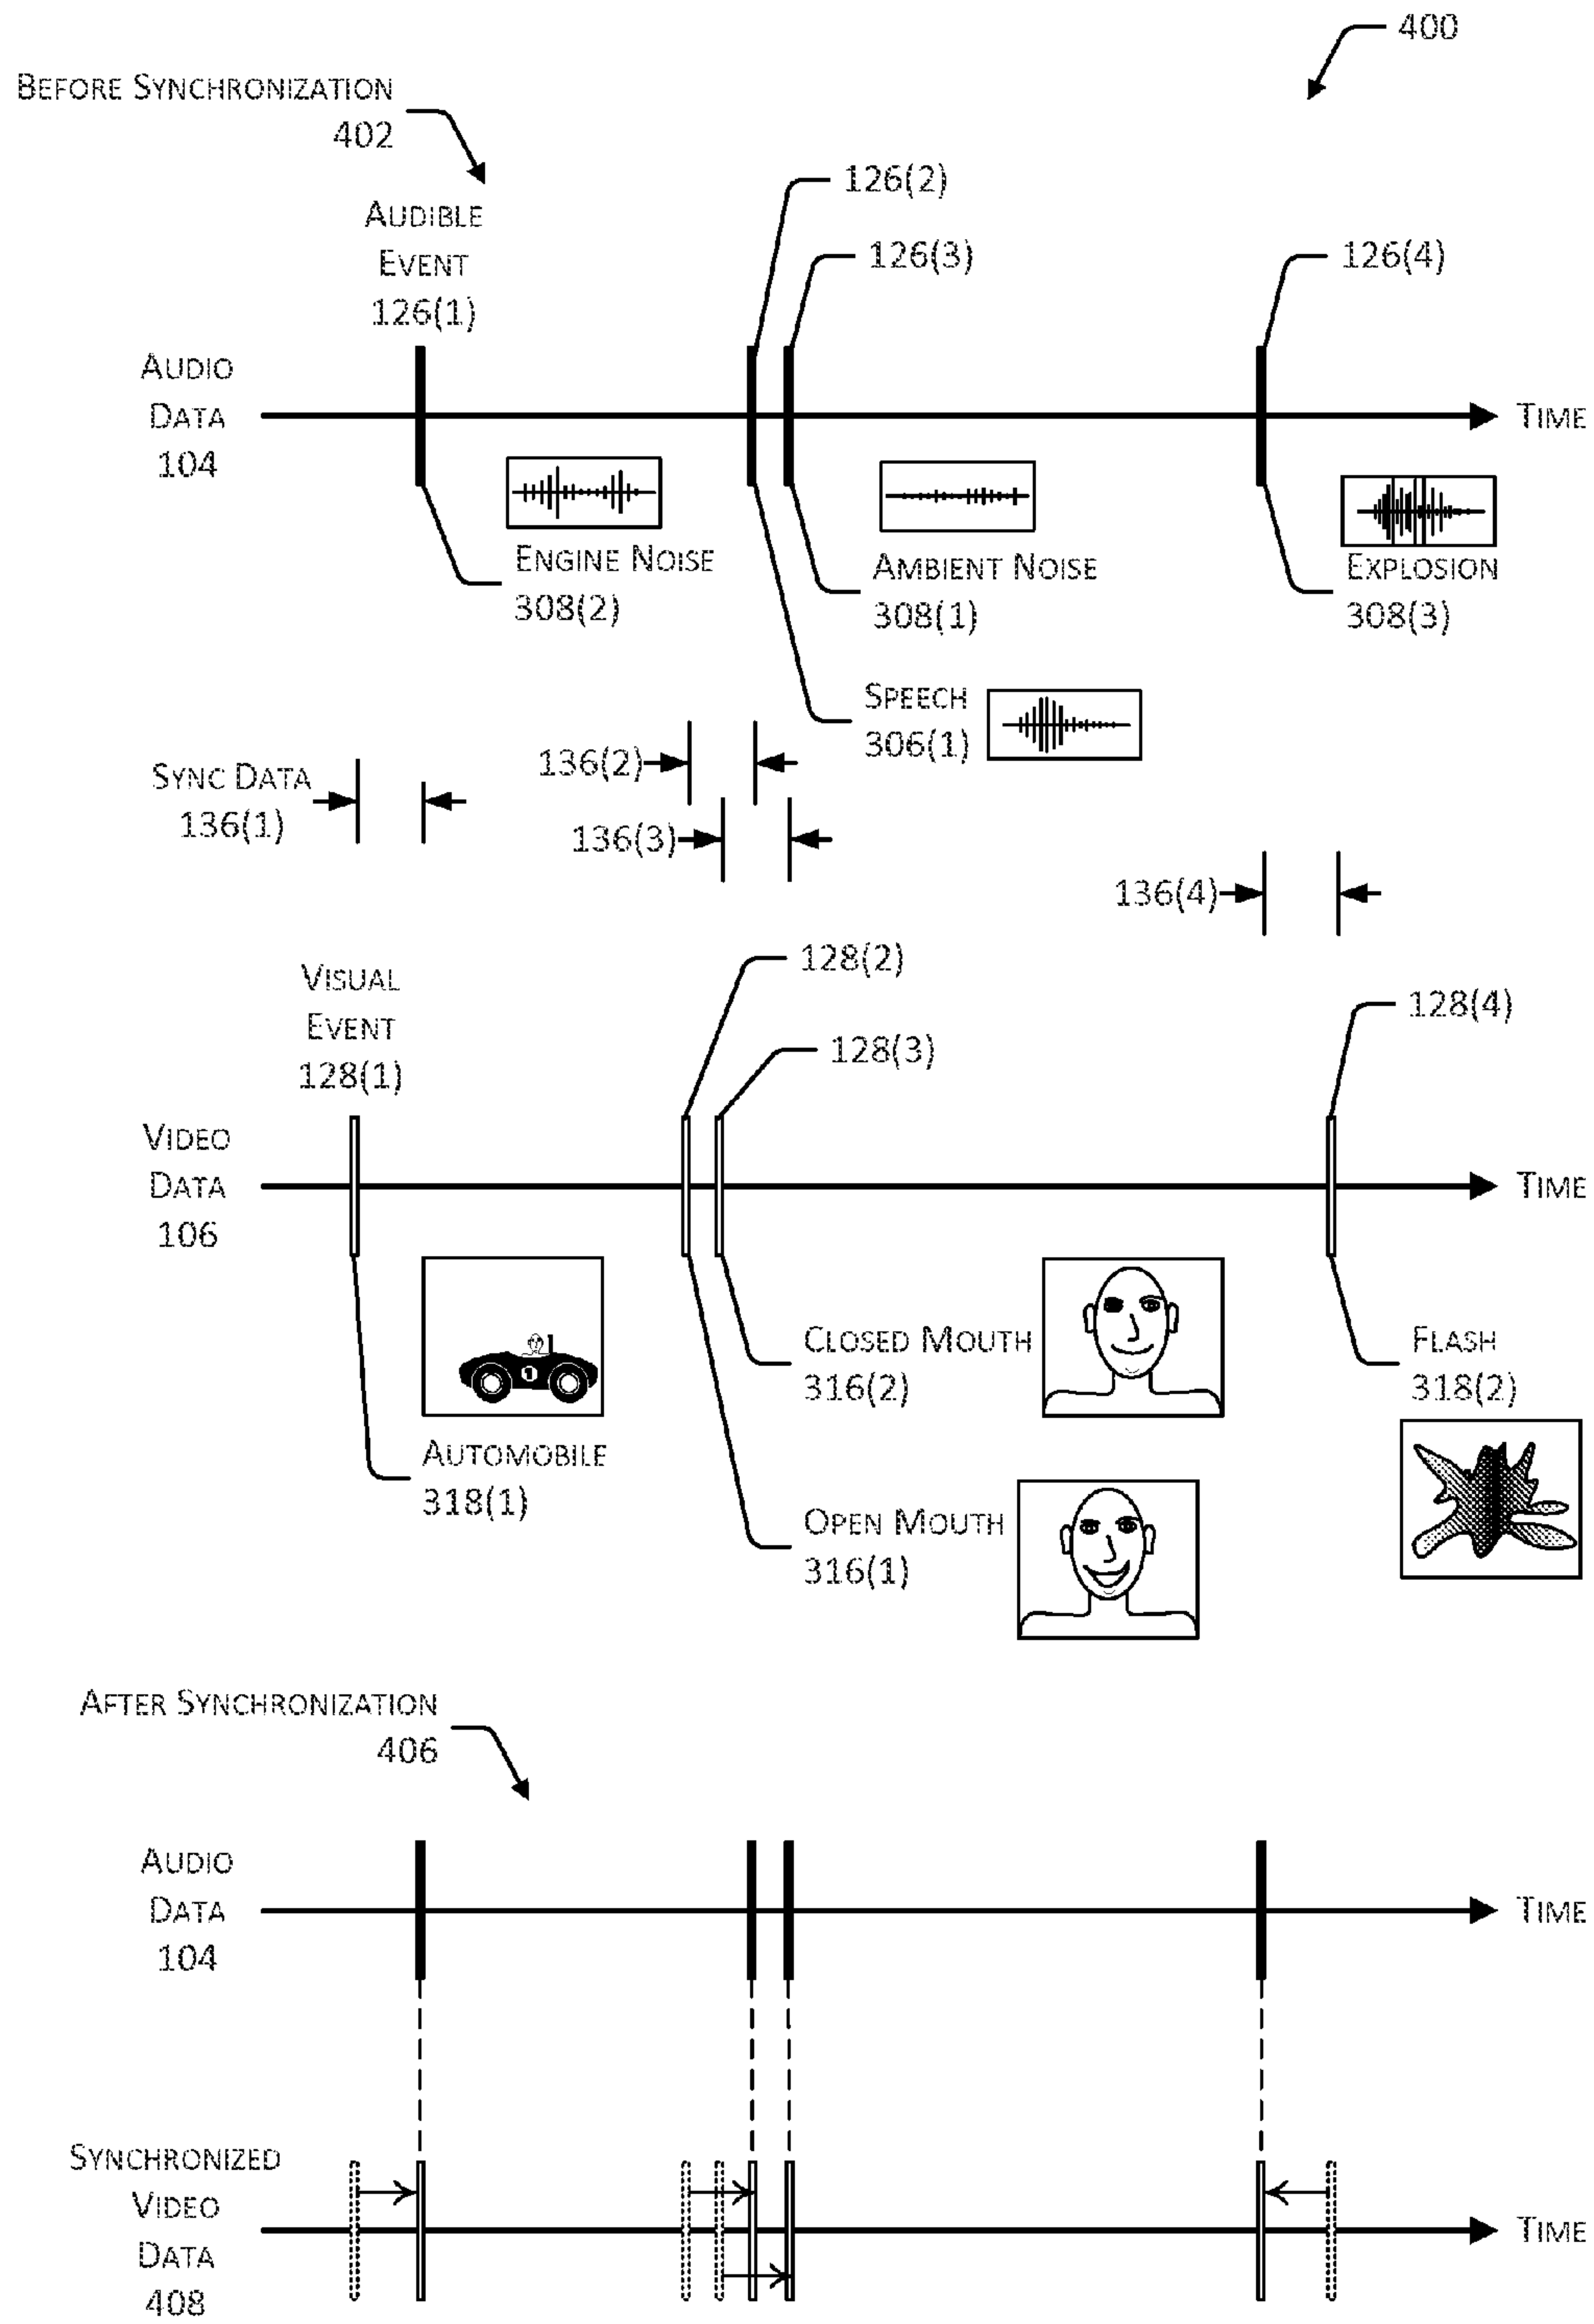 400
BEFORE SYNCHRONIZATION
402
126(2)
AUDIBLE
EVENT
126(1)
126(3)
126(4)
AUDIO
DATA
104
TIME
ENGINE NOISE
308(2)
AMBIENT NOISE
308(1)
EXPLOSION
308(3)
SPEECH
306(1)
SYNC DATA
136(1)
136(2)
136(3)
136(4)
VISUAL
EVENT
128(1)
128(2)
128(3)
128(4)
VIDEO
DATA
106
TIME
1
CLOSED MOUTH
316(2)
FLASH
318(2)
AUTOMOBILE
318(1)
OPEN MOUTH
316(1)
AFTER SYNCHRONIZATION
406
AUDIO
DATA
104
TIME
SYNCHRONIZED
VIDEO
DATA
408
TIME